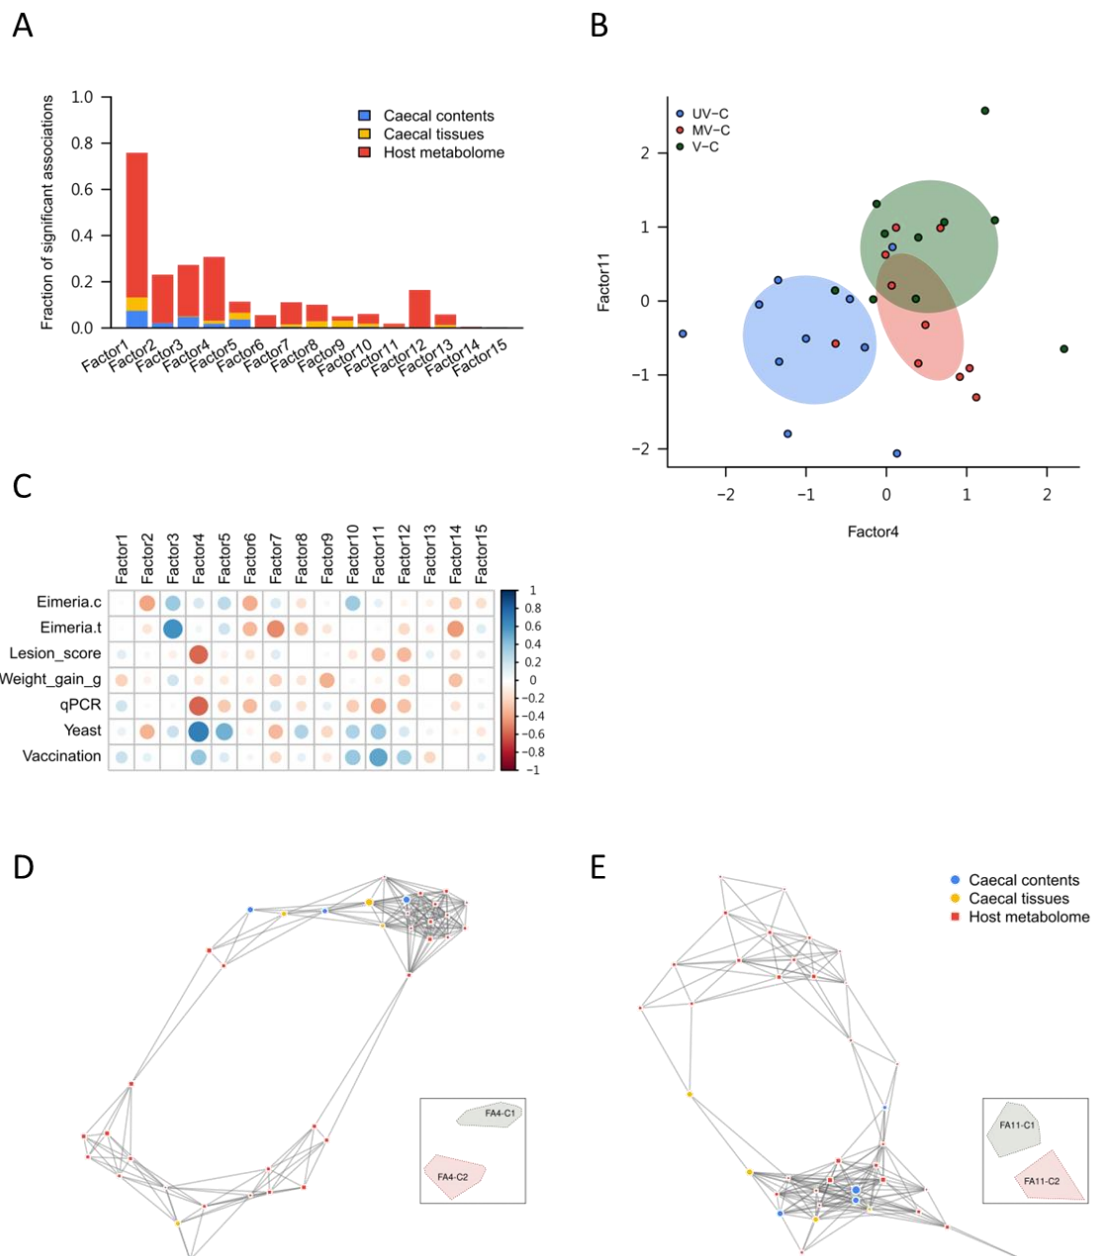 A
Fraction of significant associations
1.0
0.8
0.6
0.4
0.2
0.0
Caecal contents
Caecal tissues
Host metabolome
Factor1
Factor2
Factor3
Factor4
Factor5
Factor6
Factor7
Factor8
Factor9
Factor10
Factor11
Factor12
Factor13
Factor14
Factor15
B
Factor11
UV−C
MV−C
V−C
2
1
0
−1
−2
−2
−1
0
1
2
Factor4
C
Factor1
Factor2
Factor3
Factor4
Factor5
Factor6
Factor7
Factor8
Factor9
Factor10
Factor11
Factor12
Factor13
Factor14
Factor15
Eimeria.c
Eimeria.t
Lesion_score
Weight_gain_g
qPCR
Yeast
Vaccination
1
0.8
0.6
0.4
0.2
0
−0.2
−0.4
−0.6
−0.8
−1
D
FA4-C1
FA4-C2
E
Caecal contents
Caecal tissues
Host metabolome
FA11-C1
FA11-C2